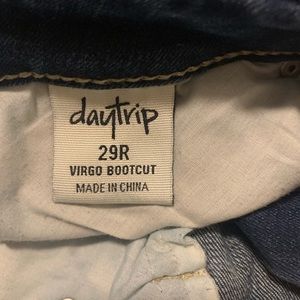 daytrip
29R
VIRGO BOOTCUT
MADE IN CHINA